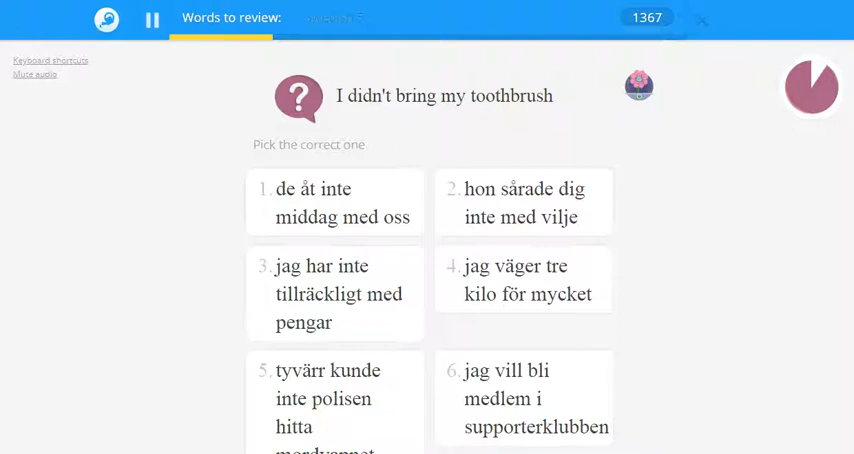 Words to review:
1367
Keyboard shortcuts
Mute audio
?
I didn't bring my toothbrush
Pick the correct one
1. de åt inte
middag med oss
2. hon sårade dig
inte med vilje
3. jag har inte
tillräckligt med
pengar
4. jag väger tre
kilo för mycket
5. tyvärr kunde
inte polisen
hitta
6. jag vill bli
medlem i
supporterklubben